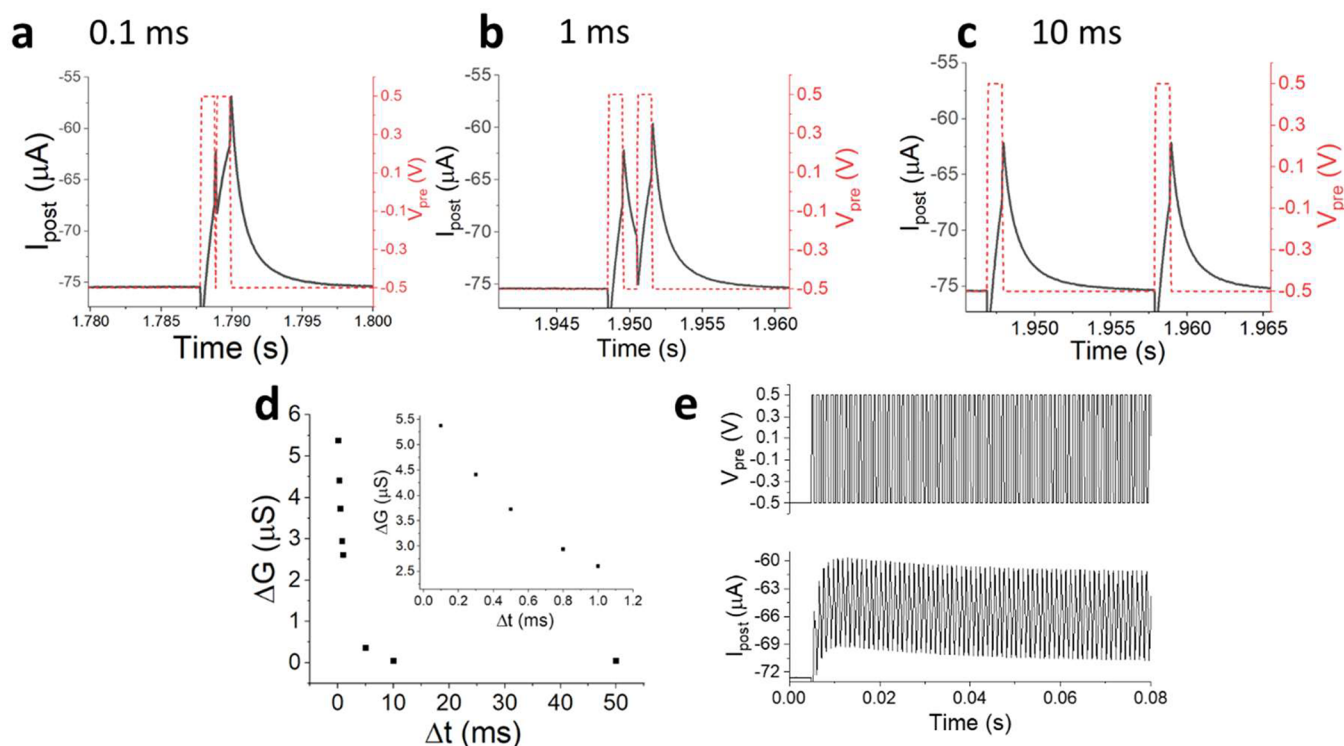 a 0.1 ms
b 1 ms
c 10 ms
-55
-60
-65
-70
-75
Ipost (µA)
0.5
0.3
0.1
-0.1
-0.3
-0.5
Vpre (V)
1.780 1.785 1.790 1.795 1.800
Time (s)
-55
-60
-65
-70
-75
Ipost (µA)
0.5
0.3
0.1
-0.1
-0.3
-0.5
Vpre (V)
1.945 1.950 1.955 1.960
Time (s)
-55
-60
-65
-70
-75
Ipost (µA)
0.5
0.3
0.1
-0.1
-0.3
-0.5
Vpre (V)
1.950 1.955 1.960 1.965
Time (s)
d
6
5
4
3
2
1
0
ΔG (µS)
0 10 20 30 40 50
Δt (ms)
5.5
5.0
4.5
4.0
3.5
3.0
2.5
ΔG (µS)
0.0 0.2 0.4 0.6 0.8 1.0 1.2
Δt (ms)
e
0.5
0.3
0.1
-0.1
-0.3
-0.5
Vpre (V)
-60
-63
-66
-69
-72
Ipost (µA)
0.00 0.02 0.04 0.06 0.08
Time (s)